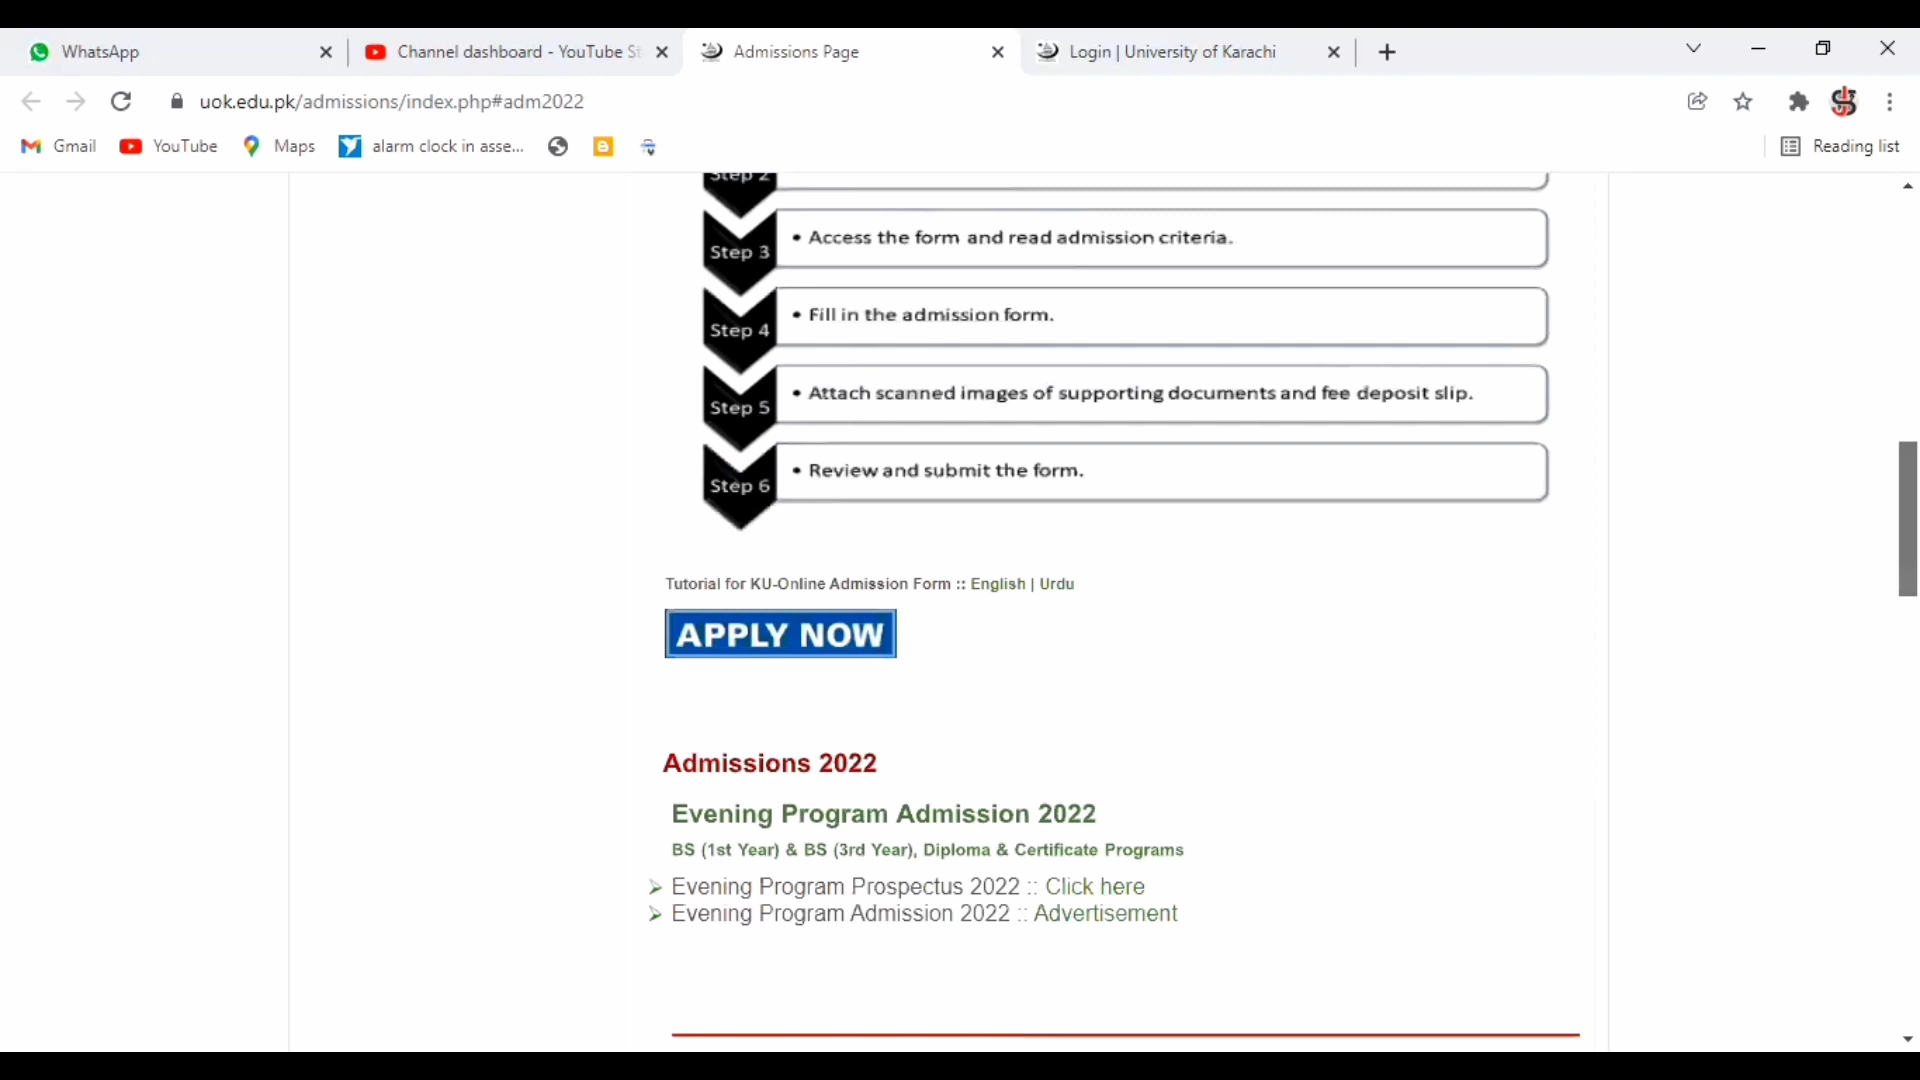 WhatsApp
Channel dashboard - YouTube St
Admissions Page
Login | University of Karachi
uok.edu.pk/admissions/index.php#adm2022
Gmail
YouTube
Maps
alarm clock in asse...
Reading list
Step 2
Step 3
• Access the form and read admission criteria.
Step 4
• Fill in the admission form.
Step 5
• Attach scanned images of supporting documents and fee deposit slip.
Step 6
• Review and submit the form.
Tutorial for KU-Online Admission Form :: English | Urdu
APPLY NOW
Admissions 2022
Evening Program Admission 2022
BS (1st Year) & BS (3rd Year), Diploma & Certificate Programs
➢ Evening Program Prospectus 2022 :: Click here
➢ Evening Program Admission 2022 :: Advertisement